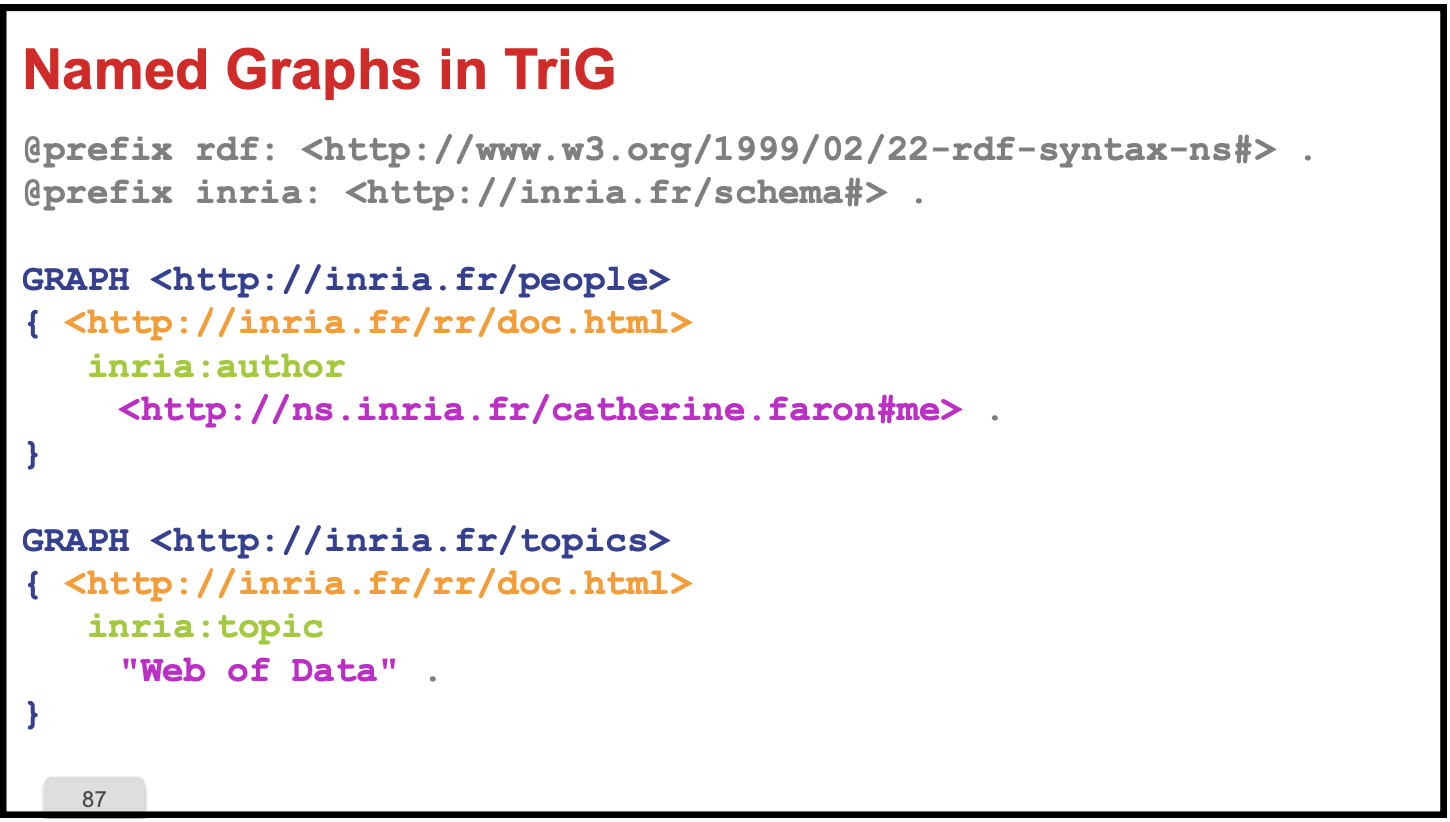 Named Graphs in TriG
@prefix rdf: <http://www.w3.org/1999/02/22-rdf-syntax-ns#> .
@prefix inria: <http://inria.fr/schema#> .
GRAPH <http://inria.fr/people>
{ <http://inria.fr/rr/doc.html>
inria:author
<http://ns.inria.fr/catherine.faron#me> .
}
GRAPH <http://inria.fr/topics>
{ <http://inria.fr/rr/doc.html>
inria:topic
"Web of Data" .
}
87